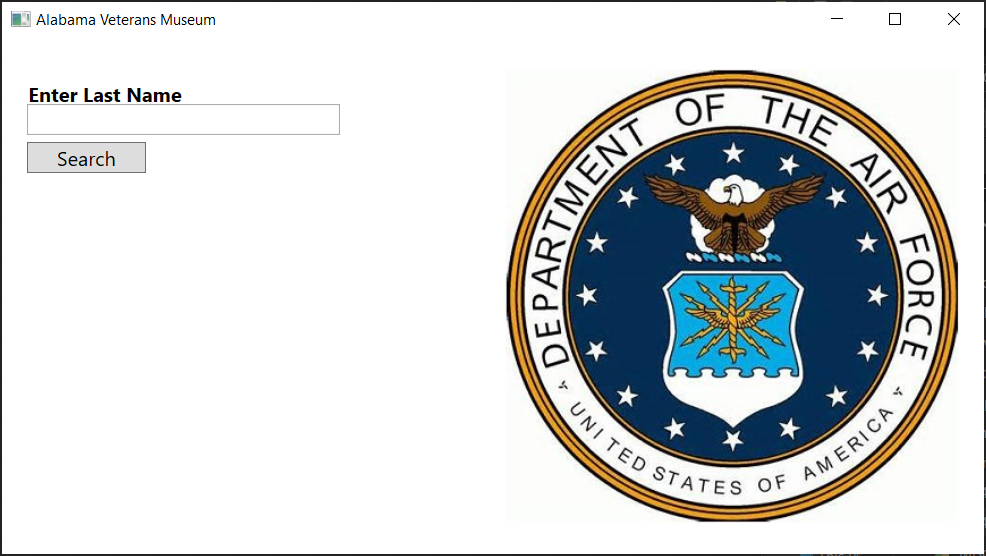 Alabama Veterans Museum
Enter Last Name
Search
DEPARTMENT OF THE AIR FORCE
UNITED STATES OF AMERICA